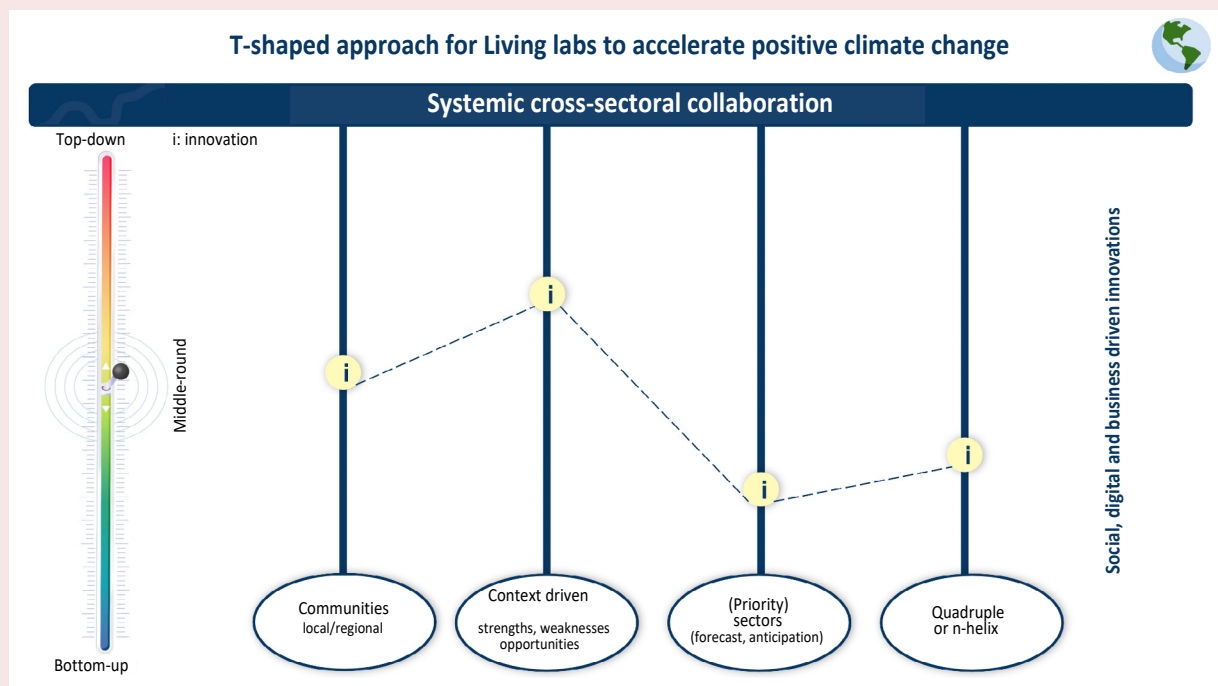 T-shaped approach for Living labs to accelerate positive climate change
Systemic cross-sectoral collaboration
Top-down
i: innovation
Middle-round
Bottom-up
i
i
i
i
Communities
local/regional
Context driven
strengths, weaknesses
opportunities
(Priority)
sectors
(forecast, anticipation)
Quadruple
or n-helix
Social, digital and business driven innovations